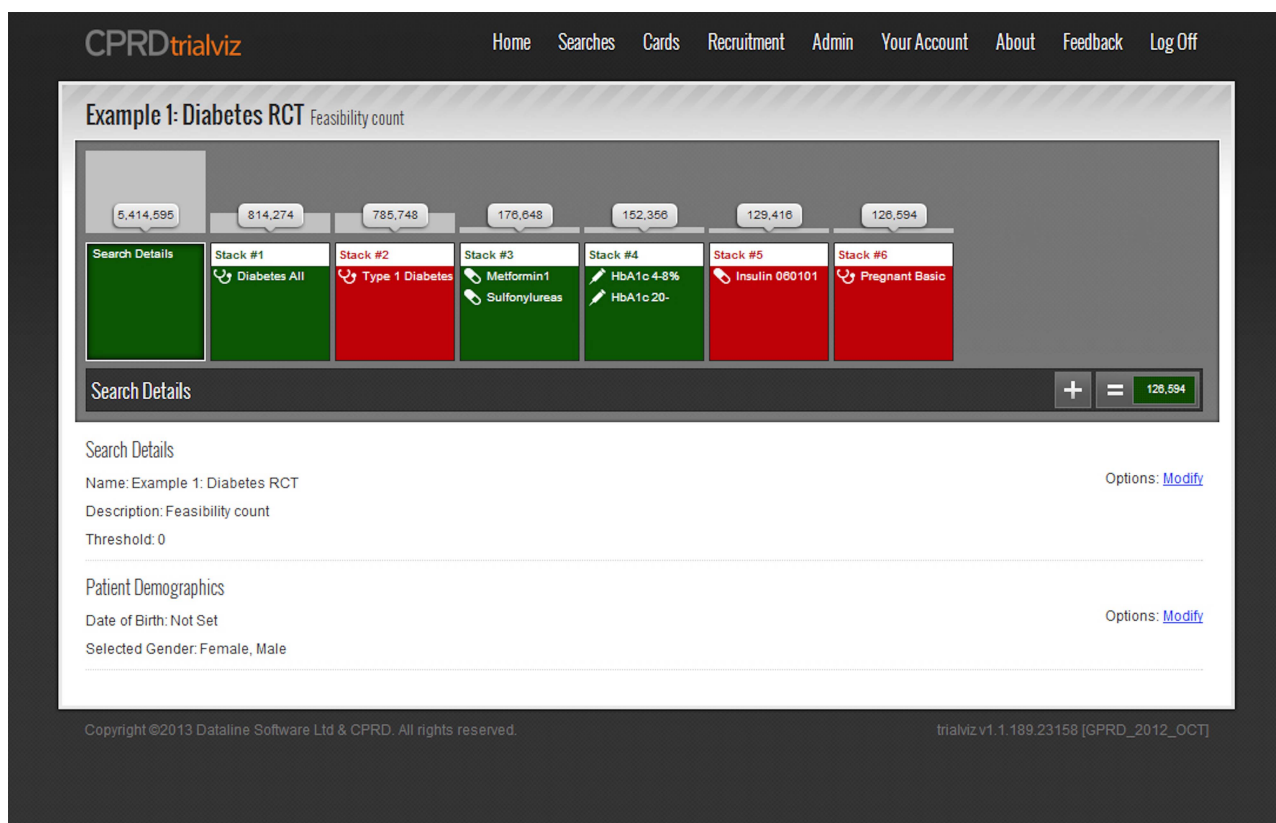 CPRDtrialviz
Home Searches Cards Recruitment Admin Your Account About Feedback Log Off
Example 1: Diabetes RCT Feasibility count
5,414,595 814,274 785,748 176,648 152,356 129,416 126,594
Search Details Stack #1 Stack #2 Stack #3 Stack #4 Stack #5 Stack #6
Diabetes All Type 1 Diabetes Metformin1 HbA1c 4-8% Insulin 060101 Pregnant Basic
Sulfonylureas HbA1c 20-
Search Details + = 126,594
Search Details
Name: Example 1: Diabetes RCT Options: Modify
Description: Feasibility count
Threshold: 0
Patient Demographics
Date of Birth: Not Set Options: Modify
Selected Gender: Female, Male
Copyright ©2013 Dataline Software Ltd & CPRD. All rights reserved. trialviz v1.1.189.23158 [GPRD_2012_OCT]